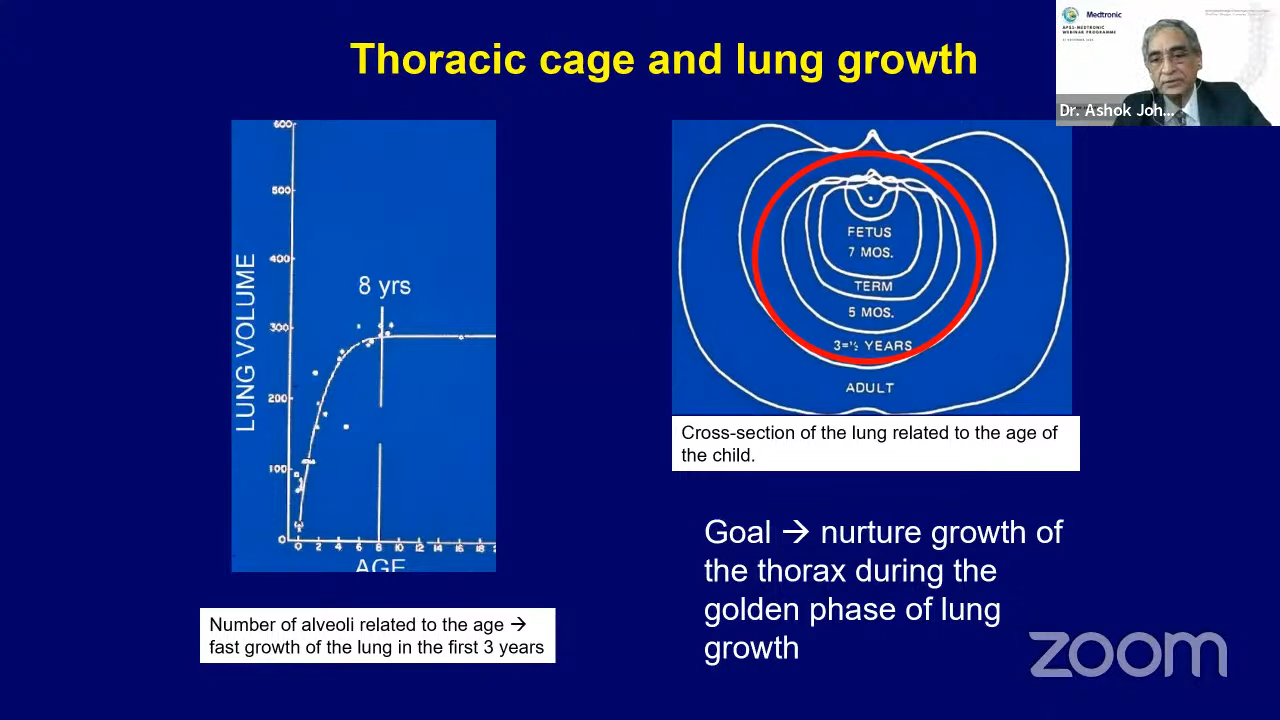 Thoracic cage and lung growth
Medtronic
APSS-MEDTRONIC
WEBINAR PROGRAMME
Dr. Ashok Joh...
600
500
400
300
200
100
0
LUNG VOLUME
8 yrs
0 2 4 6 8 10 12 14 16 18
AGE
FETUS
7 MOS.
TERM
5 MOS.
3=½ YEARS
ADULT
Cross-section of the lung related to the age of
the child.
Number of alveoli related to the age →
fast growth of the lung in the first 3 years
Goal → nurture growth of
the thorax during the
golden phase of lung
growth
zoom